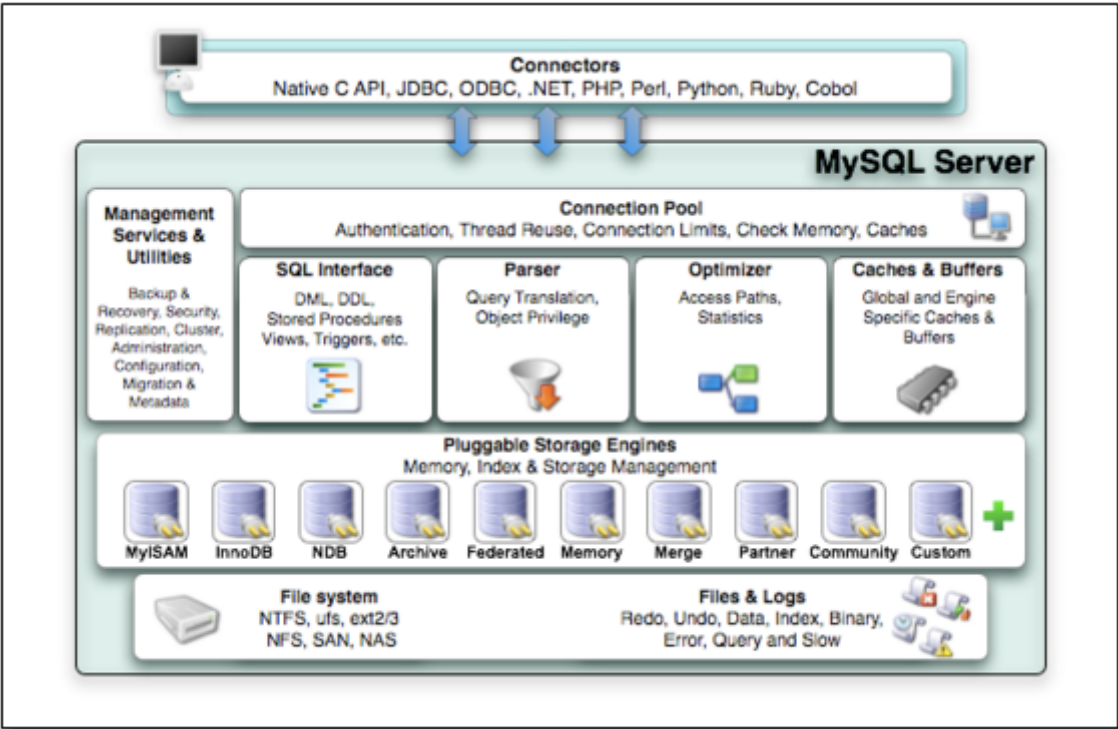 Connectors
Native C API, JDBC, ODBC, .NET, PHP, Perl, Python, Ruby, Cobol
MySQL Server
Management
Services &
Utilities
Backup &
Recovery, Security,
Replication, Cluster,
Administration,
Configuration,
Migration &
Metadata
Connection Pool
Authentication, Thread Reuse, Connection Limits, Check Memory, Caches
SQL Interface
DML, DDL,
Stored Procedures
Views, Triggers, etc.
Parser
Query Translation,
Object Privilege
Optimizer
Access Paths,
Statistics
Caches & Buffers
Global and Engine
Specific Caches &
Buffers
Pluggable Storage Engines
Memory, Index & Storage Management
MyISAM
InnoDB
NDB
Archive
Federated
Memory
Merge
Partner
Community
Custom
File system
NTFS, ufs, ext2/3
NFS, SAN, NAS
Files & Logs
Redo, Undo, Data, Index, Binary,
Error, Query and Slow